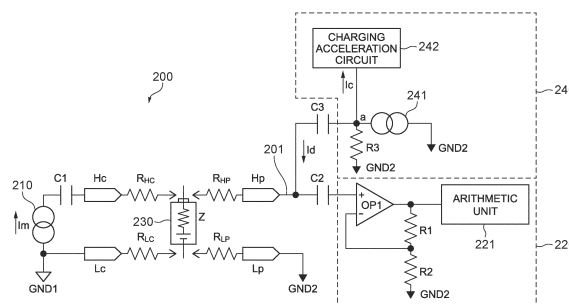 CHARGING
ACCELERATION
CIRCUIT
242
200
Ic
24
241
C3
a
R3
GND2
GND2
Id
210
C1
Hc
RHC
RHP
Hp
201
C2
+
OP1
−
ARITHMETIC
UNIT
221
Im
230
Z
R1
22
RLC
RLP
R2
Lc
Lp
GND1
GND2
GND2